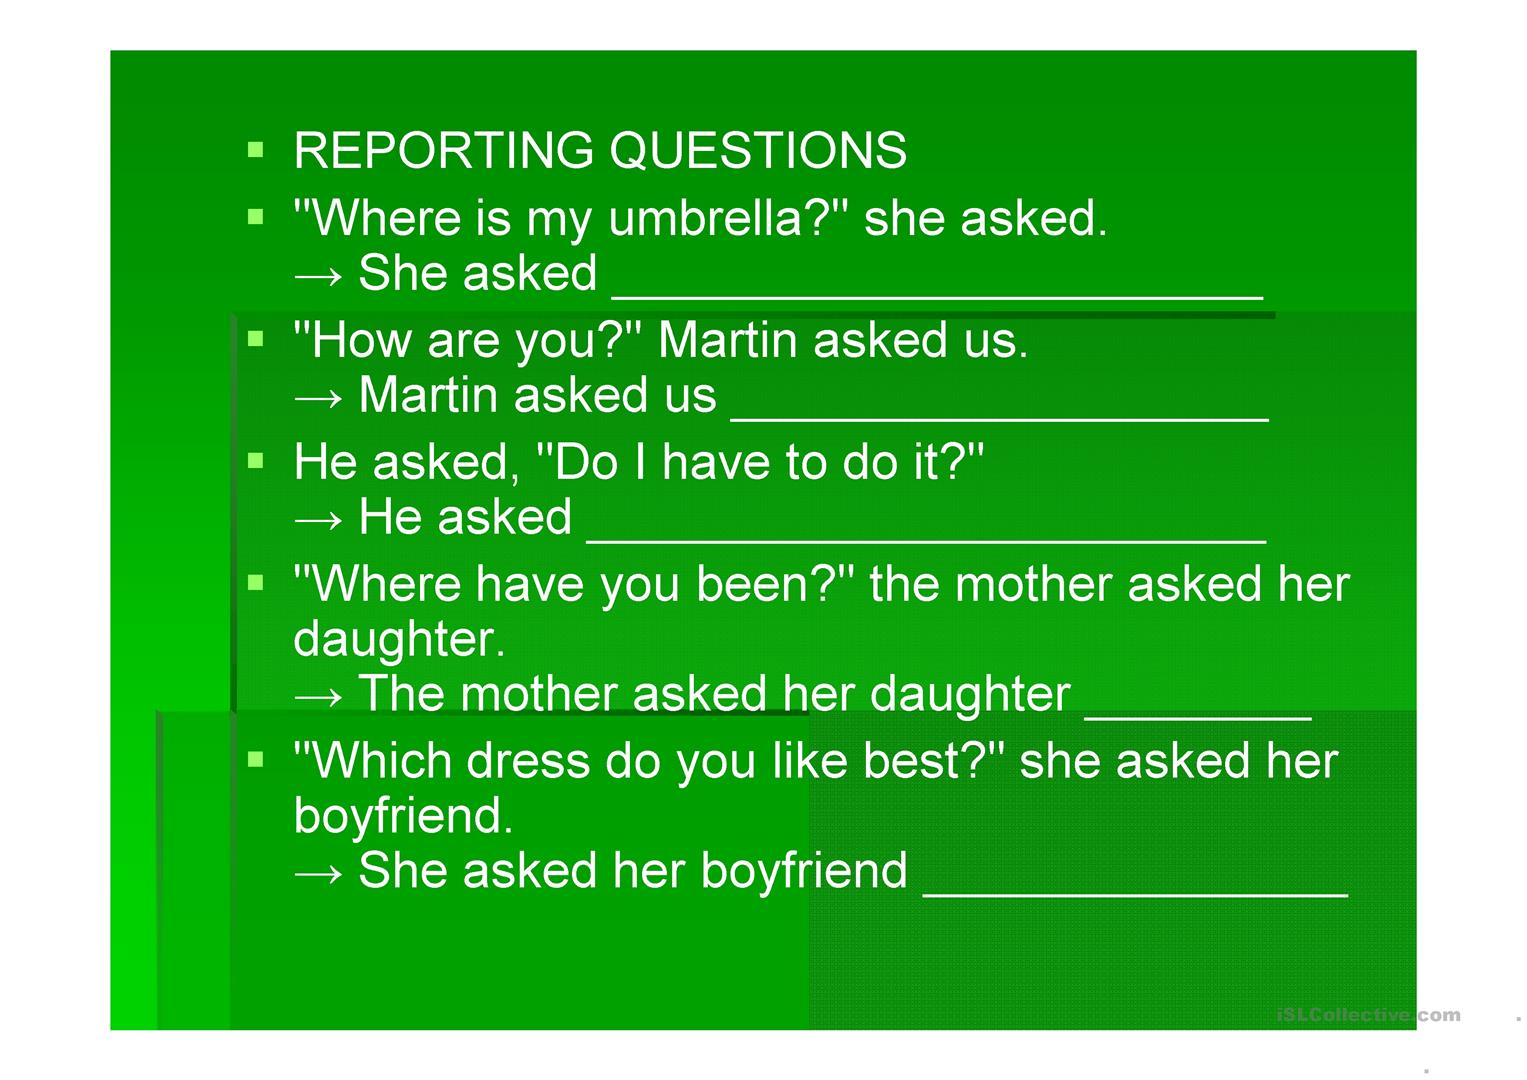 REPORTING QUESTIONS
"Where is my umbrella?" she asked.
→ She asked __________________________
"How are you?" Martin asked us.
→ Martin asked us _____________________
He asked, "Do I have to do it?"
→ He asked ___________________________
"Where have you been?" the mother asked her
daughter.
→ The mother asked her daughter _________
"Which dress do you like best?" she asked her
boyfriend.
→ She asked her boyfriend _________________
iSLCollective.com